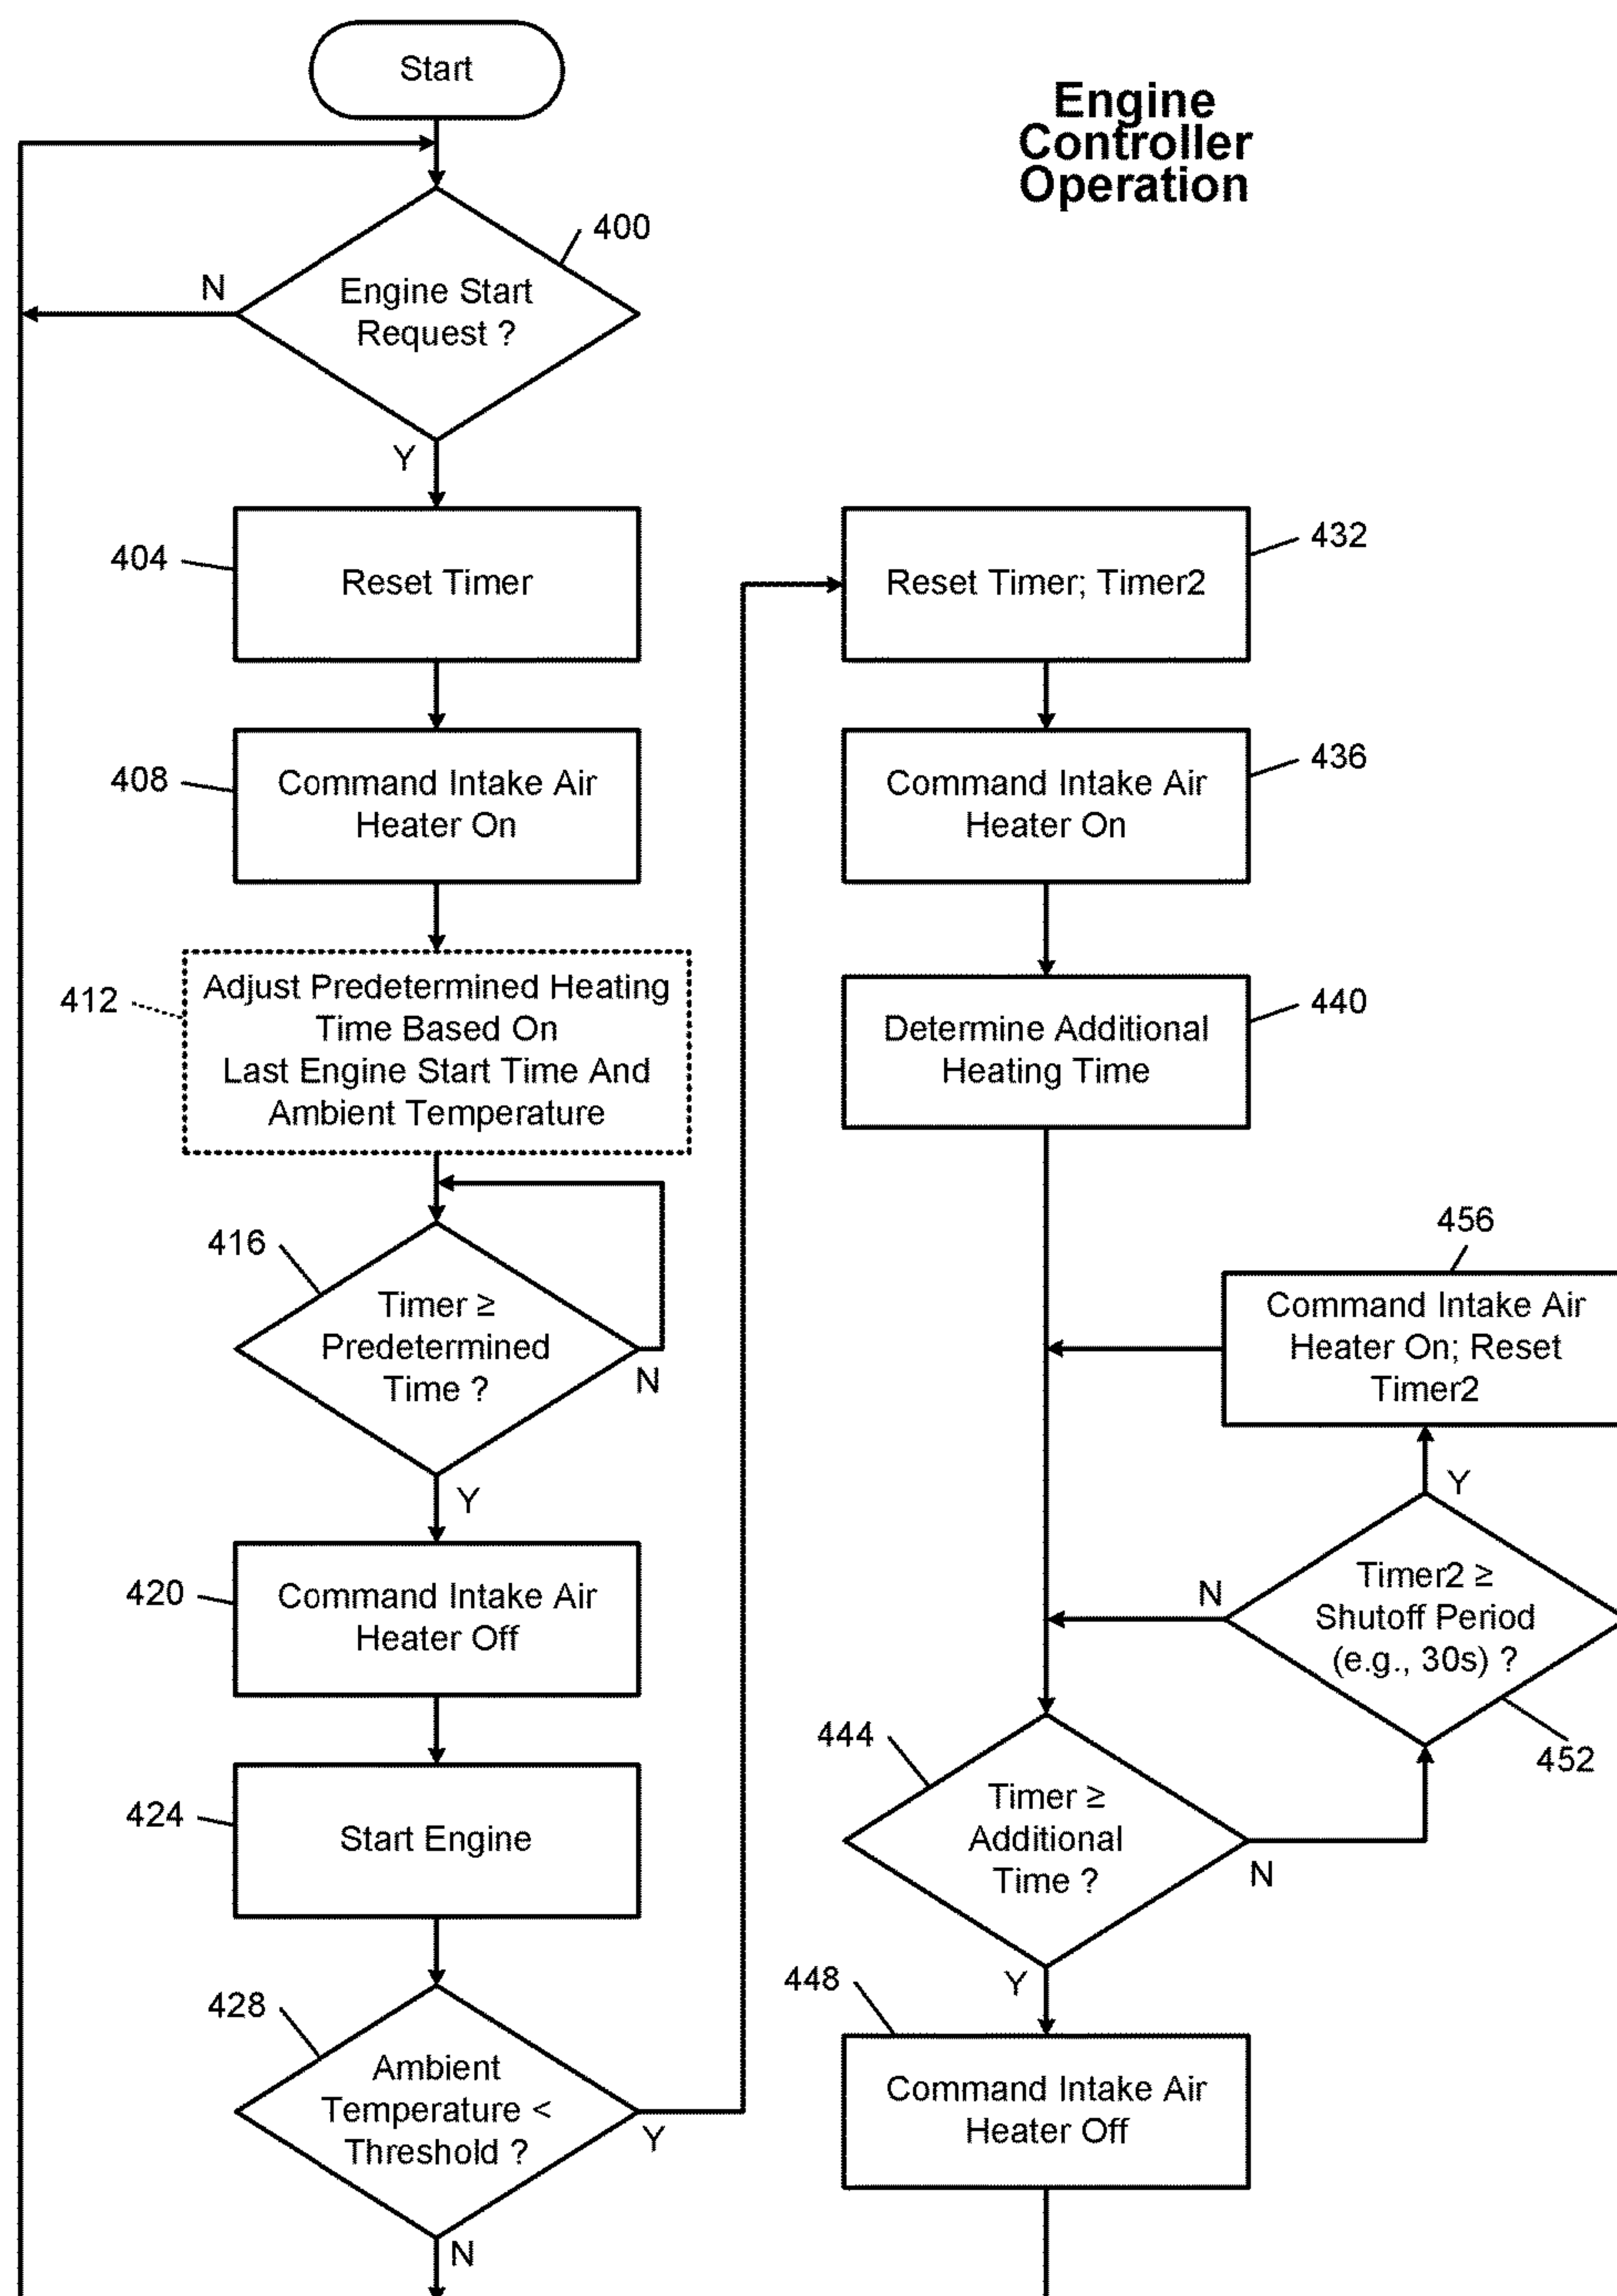 Start
Engine
Controller
Operation
400
N
Engine Start
Request ?
Y
404
Reset Timer
408
Command Intake Air
Heater On
412
Adjust Predetermined Heating
Time Based On
Last Engine Start Time And
Ambient Temperature
416
Timer ≥
Predetermined
Time ?
N
Y
420
Command Intake Air
Heater Off
424
Start Engine
428
Ambient
Temperature <
Threshold ?
Y
N
432
Reset Timer; Timer2
436
Command Intake Air
Heater On
440
Determine Additional
Heating Time
456
Command Intake Air
Heater On; Reset
Timer2
Y
N
Timer2 ≥
Shutoff Period
(e.g., 30s) ?
452
444
Timer ≥
Additional
Time ?
N
Y
448
Command Intake Air
Heater Off